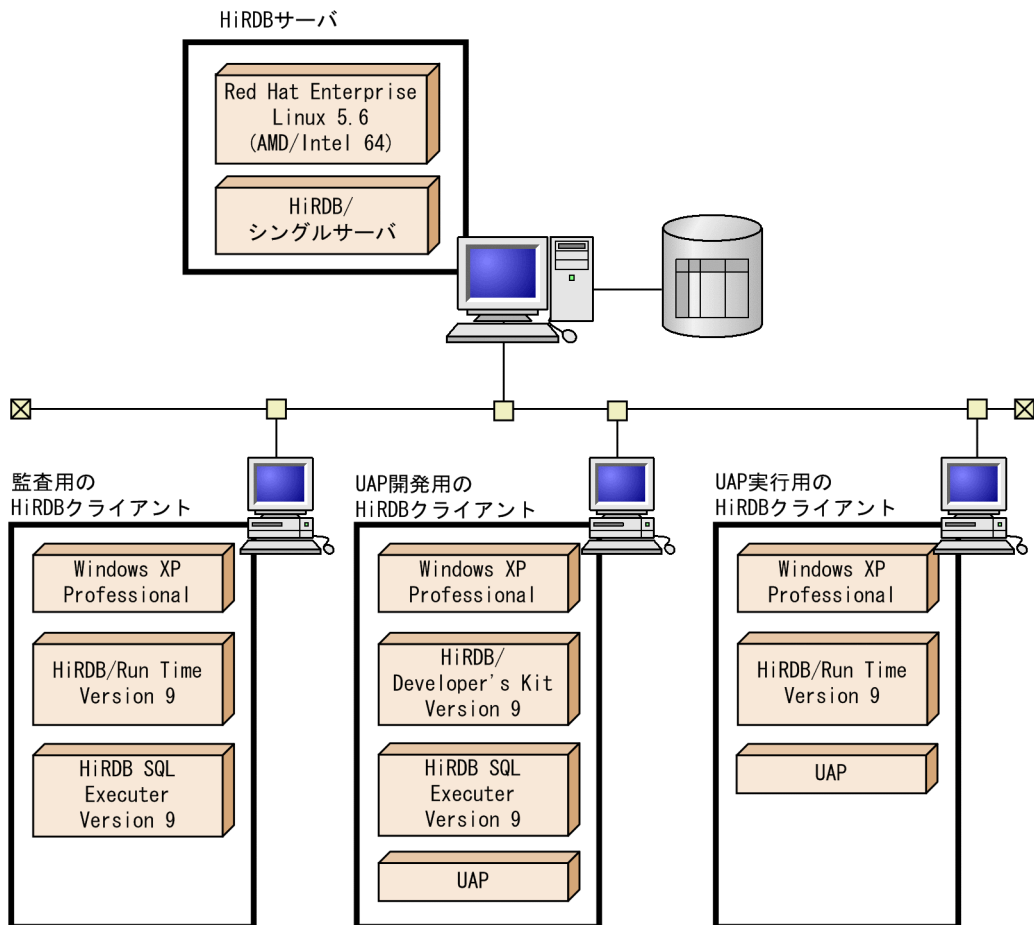 HiRDBサーバ
Red Hat Enterprise
Linux 5.6
(AMD/Intel 64)
HiRDB/
シングルサーバ
監査用の
HiRDBクライアント
Windows XP
Professional
HiRDB/Run Time
Version 9
HiRDB SQL
Executer
Version 9
UAP開発用の
HiRDBクライアント
Windows XP
Professional
HiRDB/
Developer's Kit
Version 9
HiRDB SQL
Executer
Version 9
UAP
UAP実行用の
HiRDBクライアント
Windows XP
Professional
HiRDB/Run Time
Version 9
UAP